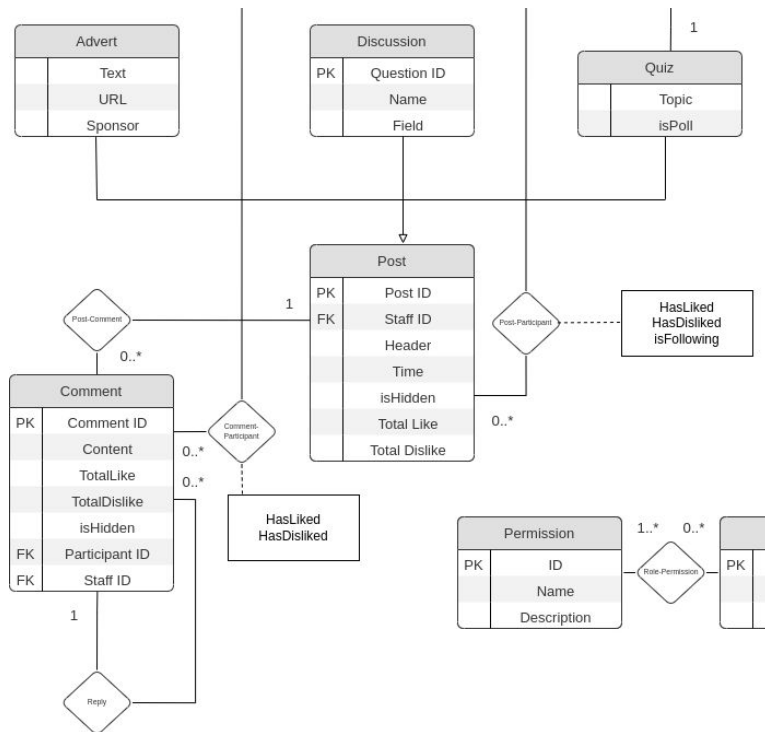 1
Advert
Text
URL
Sponsor
Discussion
PK Question ID
Name
Field
Quiz
Topic
isPoll
Post
PK Post ID
FK Staff ID
Header
Time
isHidden
Total Like
Total Dislike
Post-Comment
1
0..*
Post-Participant
HasLiked
HasDisliked
isFollowing
0..*
Comment
PK Comment ID
Content
TotalLike
TotalDislike
isHidden
FK Participant ID
FK Staff ID
Comment-
Participant
0..*
0..*
HasLiked
HasDisliked
1
Reply
Permission
PK ID
Name
Description
1..*
0..*
Role-Permission
PK